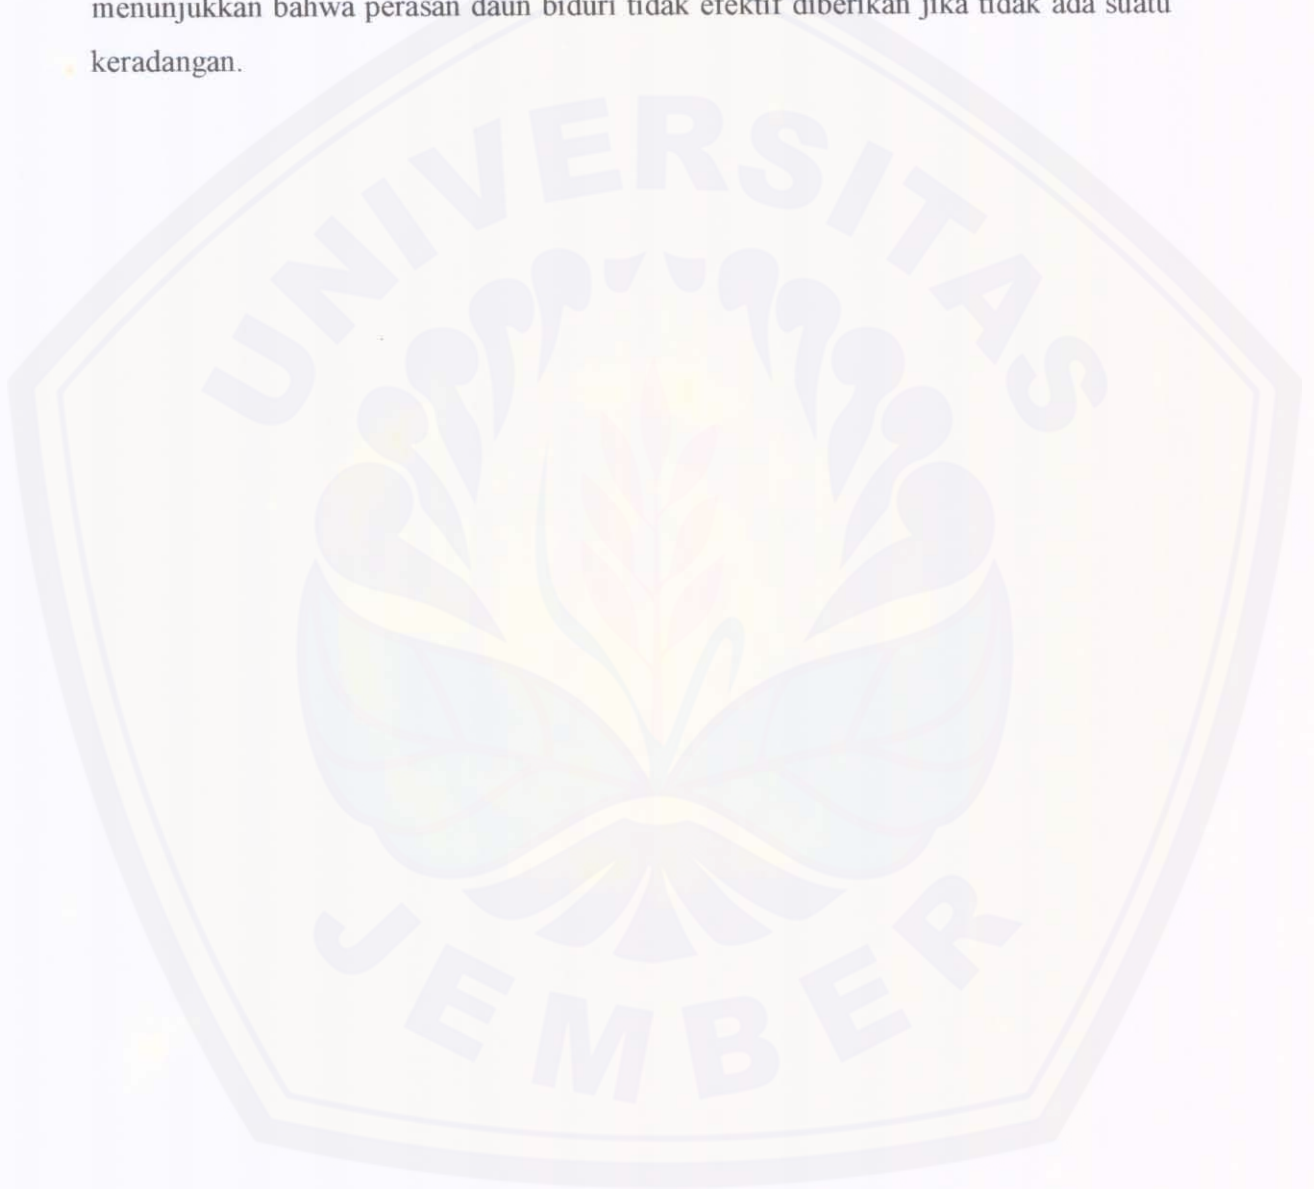 menunjukkan bahwa perasan daun biduri tidak efektif diberikan jika tidak ada suatu
keradangan.
UNIVERSITAS
JEMBER